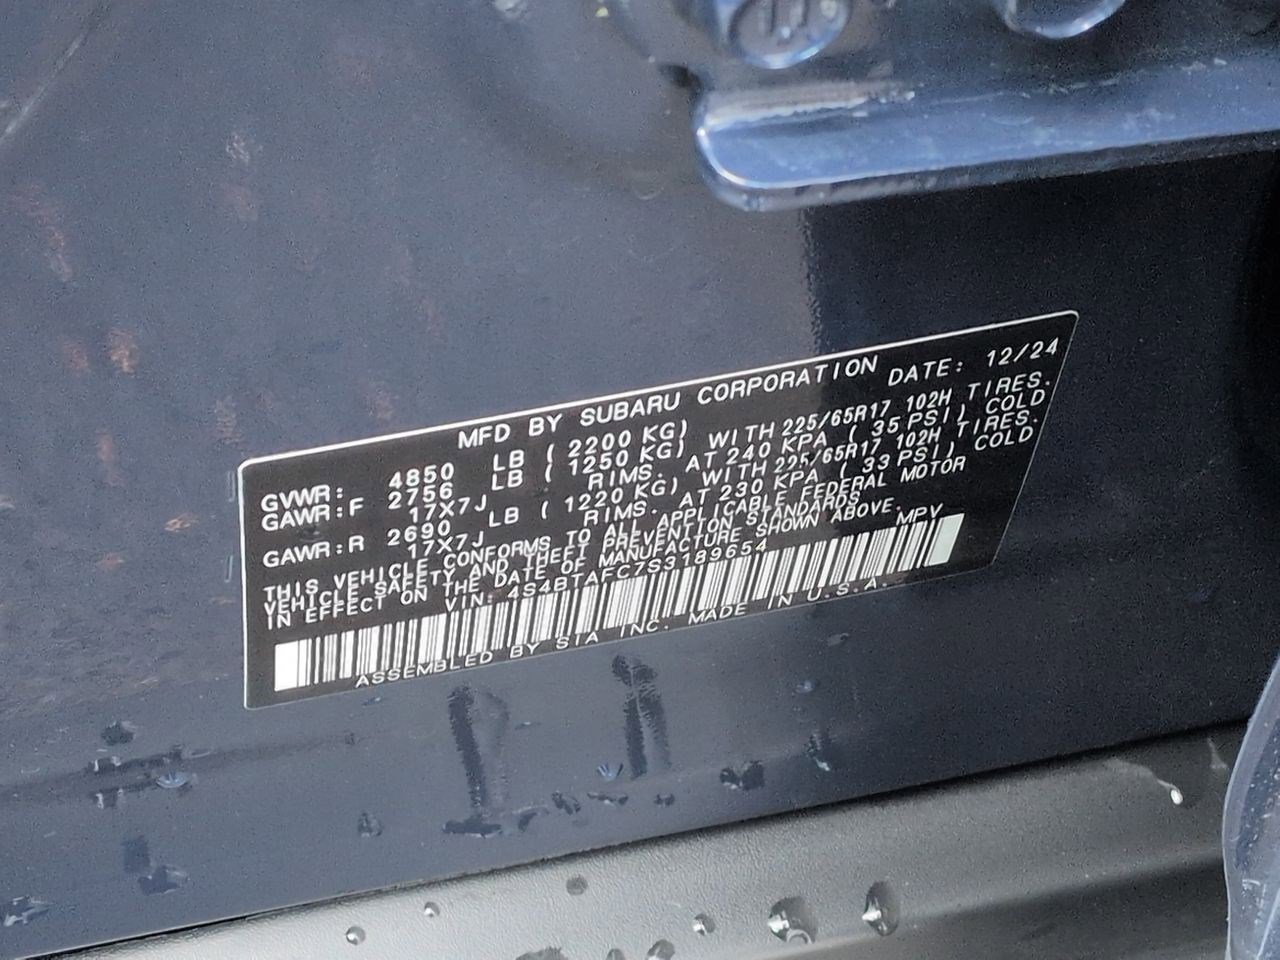 MFD BY SUBARU CORPORATION DATE: 12/24
GVWR: 4850 LB ( 2200 KG)
GAWR:F 2756 LB ( 1250 KG) WITH 225/65R17 102H TIRES.
17X7J RIMS. AT 240 KPA ( 35 PSI) COLD
GAWR:R 2690 LB ( 1220 KG) WITH 225/65R17 102H TIRES.
17X7J RIMS. AT 230 KPA ( 33 PSI) COLD
THIS VEHICLE CONFORMS TO ALL APPLICABLE FEDERAL MOTOR
VEHICLE SAFETY AND THEFT PREVENTION STANDARDS
IN EFFECT ON THE DATE OF MANUFACTURE SHOWN ABOVE.
VIN: 4S4BTAFC7S3189654 MPV
ASSEMBLED BY SIA INC. MADE IN U.S.A.